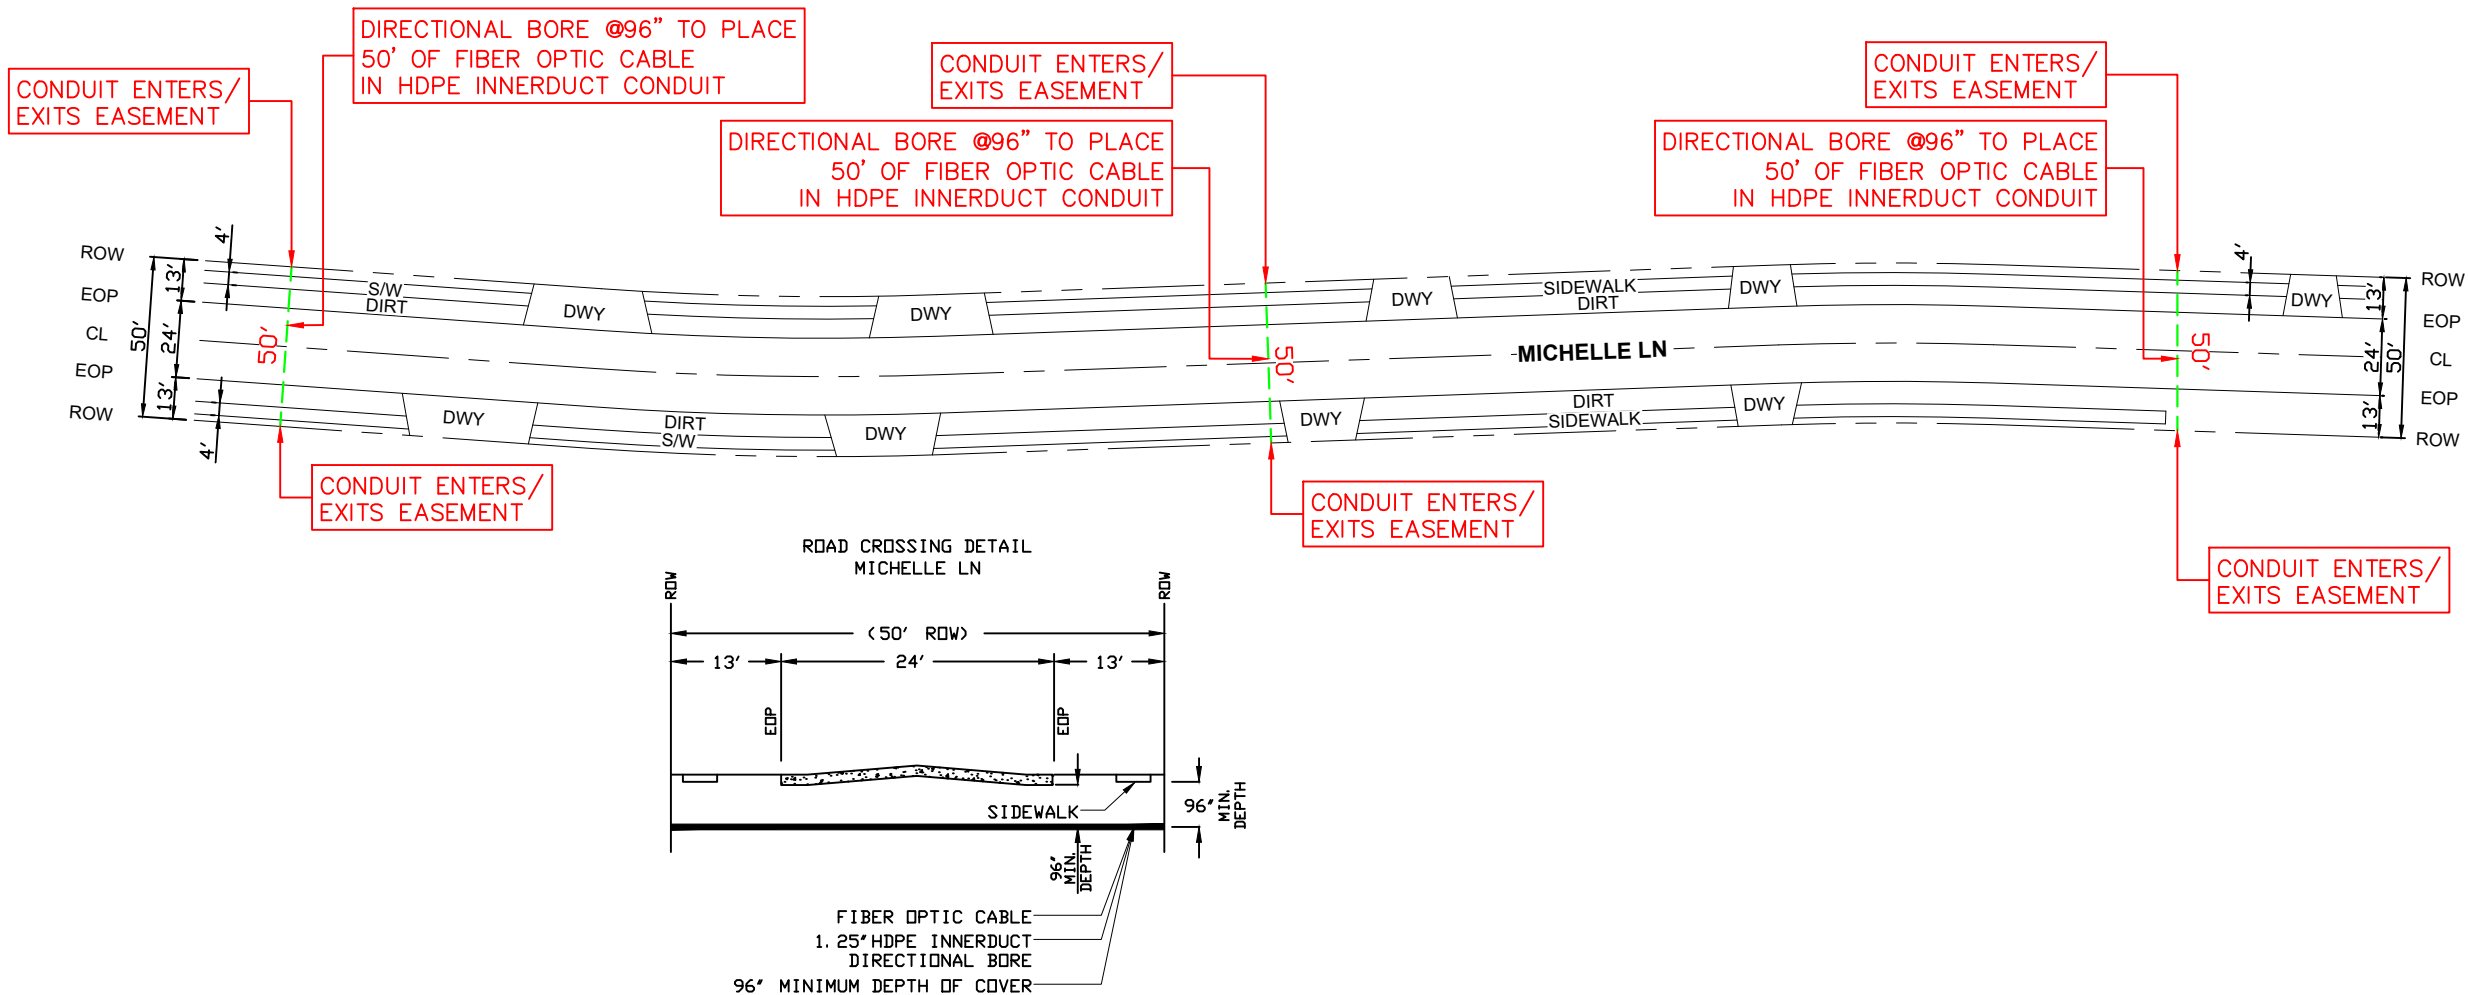 DIRECTIONAL BORE @96" TO PLACE
50' OF FIBER OPTIC CABLE
IN HDPE INNERDUCT CONDUIT
CONDUIT ENTERS/
EXITS EASEMENT
CONDUIT ENTERS/
EXITS EASEMENT
DIRECTIONAL BORE @96" TO PLACE
50' OF FIBER OPTIC CABLE
IN HDPE INNERDUCT CONDUIT
CONDUIT ENTERS/
EXITS EASEMENT
DIRECTIONAL BORE @96" TO PLACE
50' OF FIBER OPTIC CABLE
IN HDPE INNERDUCT CONDUIT
ROW
EOP
CL
EOP
ROW
50'
13'
24'
13'
4'
4'
50'
S/W
DIRT
DWY
DWY
DWY
SIDEWALK
DIRT
DWY
DWY
4'
MICHELLE LN
50'
50'
DWY
DIRT
S/W
DWY
DWY
DIRT
SIDEWALK
DWY
13'
24'
13'
50'
ROW
EOP
CL
EOP
ROW
CONDUIT ENTERS/
EXITS EASEMENT
CONDUIT ENTERS/
EXITS EASEMENT
CONDUIT ENTERS/
EXITS EASEMENT
ROAD CROSSING DETAIL
MICHELLE LN
ROW
ROW
(50' ROW)
13'
24'
13'
EOP
EOP
SIDEWALK
96"
MIN.
DEPTH
96"
MIN.
DEPTH
FIBER OPTIC CABLE
1.25"HDPE INNERDUCT
DIRECTIONAL BORE
96" MINIMUM DEPTH OF COVER